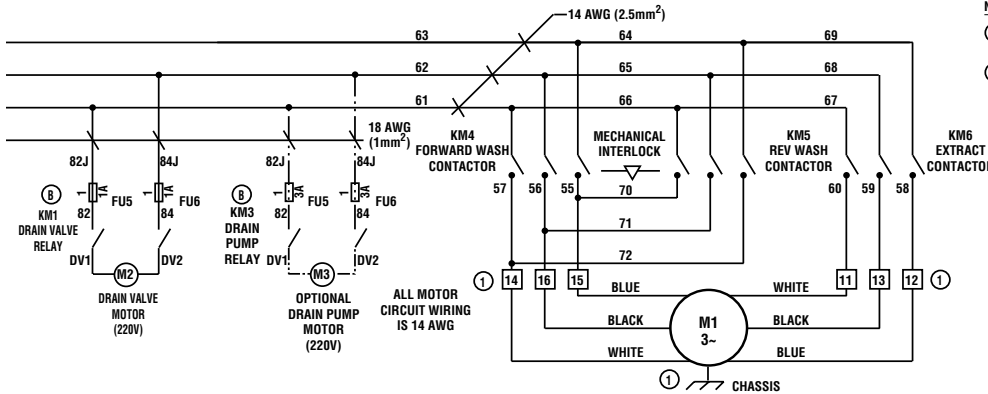 14 AWG (2.5mm²)
N
63
64
69
62
65
68
61
66
67
18 AWG
(1mm²)
KM4
FORWARD WASH
CONTACTOR
MECHANICAL
INTERLOCK
KM5
REV WASH
CONTACTOR
KM6
EXTRACT
CONTACTOR
82J
84J
82J
84J
57
56
55
70
60
59
58
B
KM1
DRAIN VALVE
RELAY
1
1A
FU5
1
1A
FU6
82
84
B
KM3
DRAIN
PUMP
RELAY
1
3A
FU5
1
3A
FU6
82
84
71
72
DV1
DV2
DV1
DV2
M2
M3
DRAIN VALVE
MOTOR
(220V)
OPTIONAL
DRAIN PUMP
MOTOR
(220V)
ALL MOTOR
CIRCUIT WIRING
IS 14 AWG
1
14
16
15
11
13
12
1
BLUE
WHITE
BLACK
BLACK
WHITE
BLUE
M1
3~
1
CHASSIS